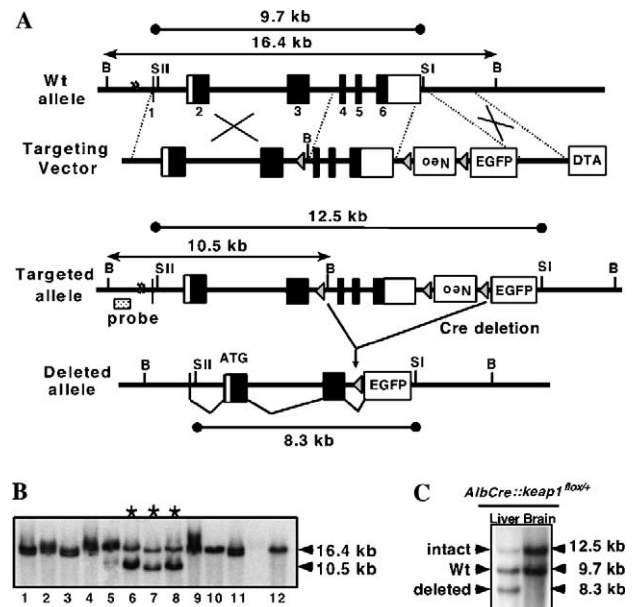 A
9.7 kb
16.4 kb
B SII SI B
Wt allele
1 2 3 4 5 6
B
Targeting Vector
Neo EGFP DTA
12.5 kb
10.5 kb
B SII B SI B
Targeted allele
Neo EGFP
probe
Cre deletion
ATG
B SII SI B
Deleted allele
EGFP
8.3 kb
B
* * *
16.4 kb
10.5 kb
1 2 3 4 5 6 7 8 9 10 11 12
C
AlbCre::keap1flox/+
Liver Brain
intact 12.5 kb
Wt 9.7 kb
deleted 8.3 kb